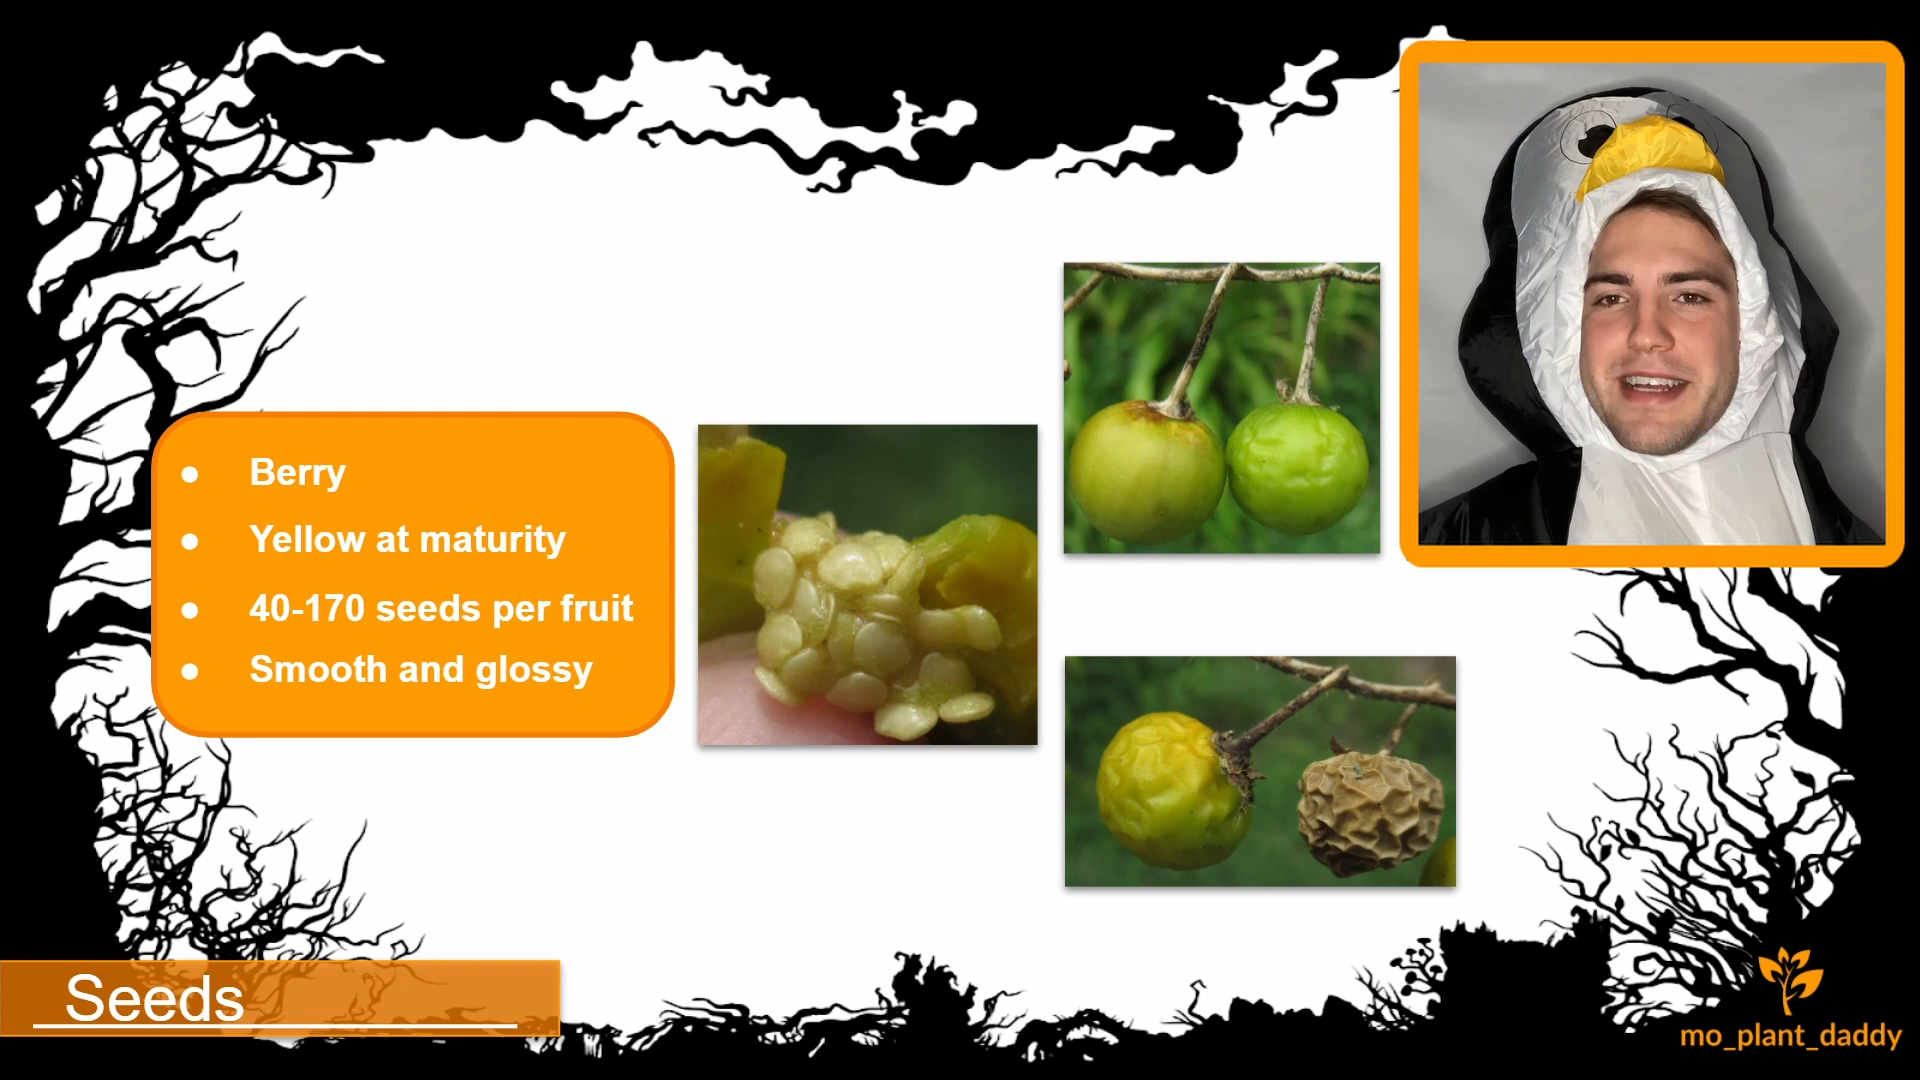 ● Berry
● Yellow at maturity
● 40-170 seeds per fruit
● Smooth and glossy
Seeds
mo_plant_daddy